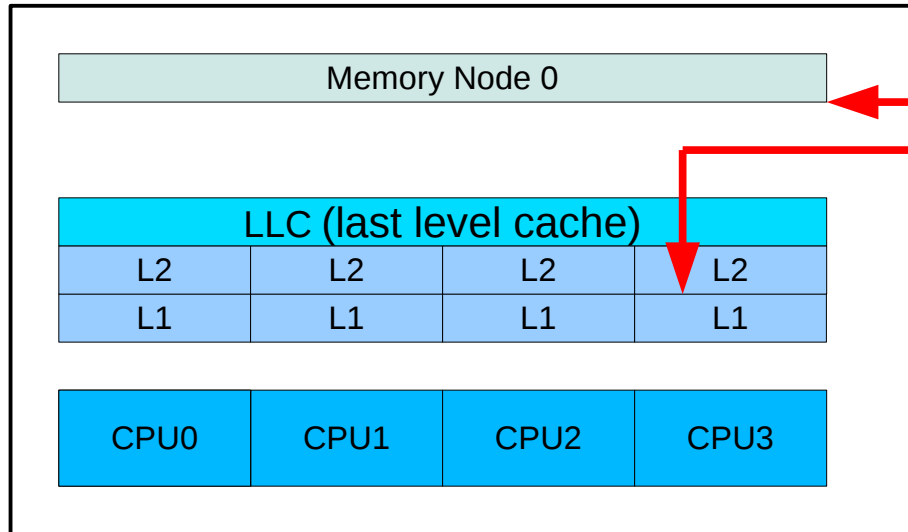 Memory Node 0
LLC (last level cache)
L2 L2 L2 L2
L1 L1 L1 L1
CPU0 CPU1 CPU2 CPU3